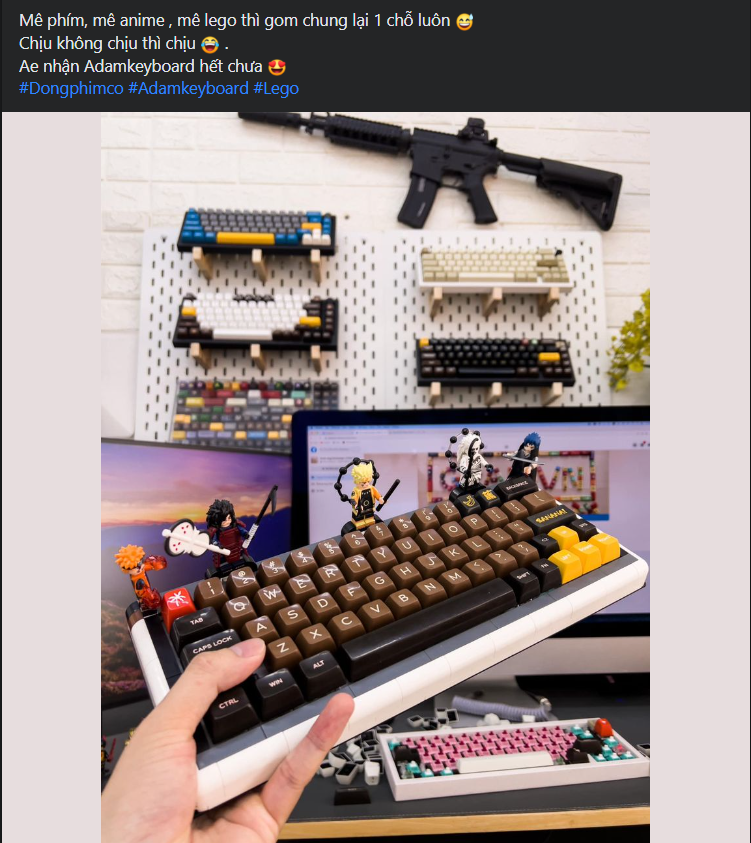 Mê phím, mê anime , mê lego thì gom chung lại 1 chỗ luôn 😅
Chịu không chịu thì chịu 😂 .
Ae nhận Adamkeyboard hết chưa 🤩
#Dongphimco #Adamkeyboard #Lego
BACKSPACE
TAB
Q W E R T Y U I O P
CAPS LOCK
A S D F G H J K L
Z X C V B N M
SHIFT
FN
CTRL
WIN
ALT